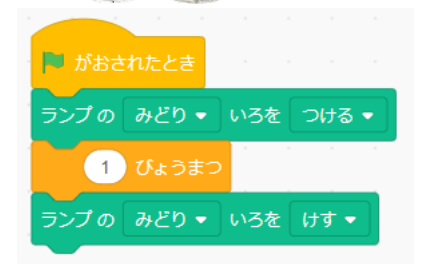 がおされたとき
ランプの みどり いろを つける
1 びょうまつ
ランプの みどり いろを けす